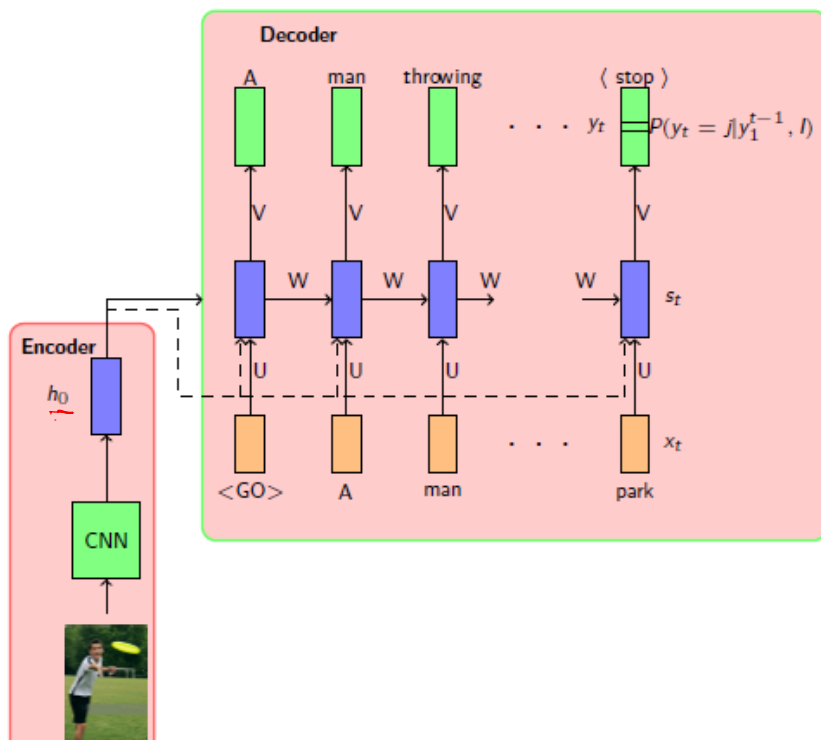 Decoder
A man throwing ⟨ stop ⟩
· · · y_t = P(y_t = j|y_1^{t−1}, I)
V V V V
W W W W
s_t
Encoder
U U U U
h_0
· · · x_t
<GO> A man park
CNN